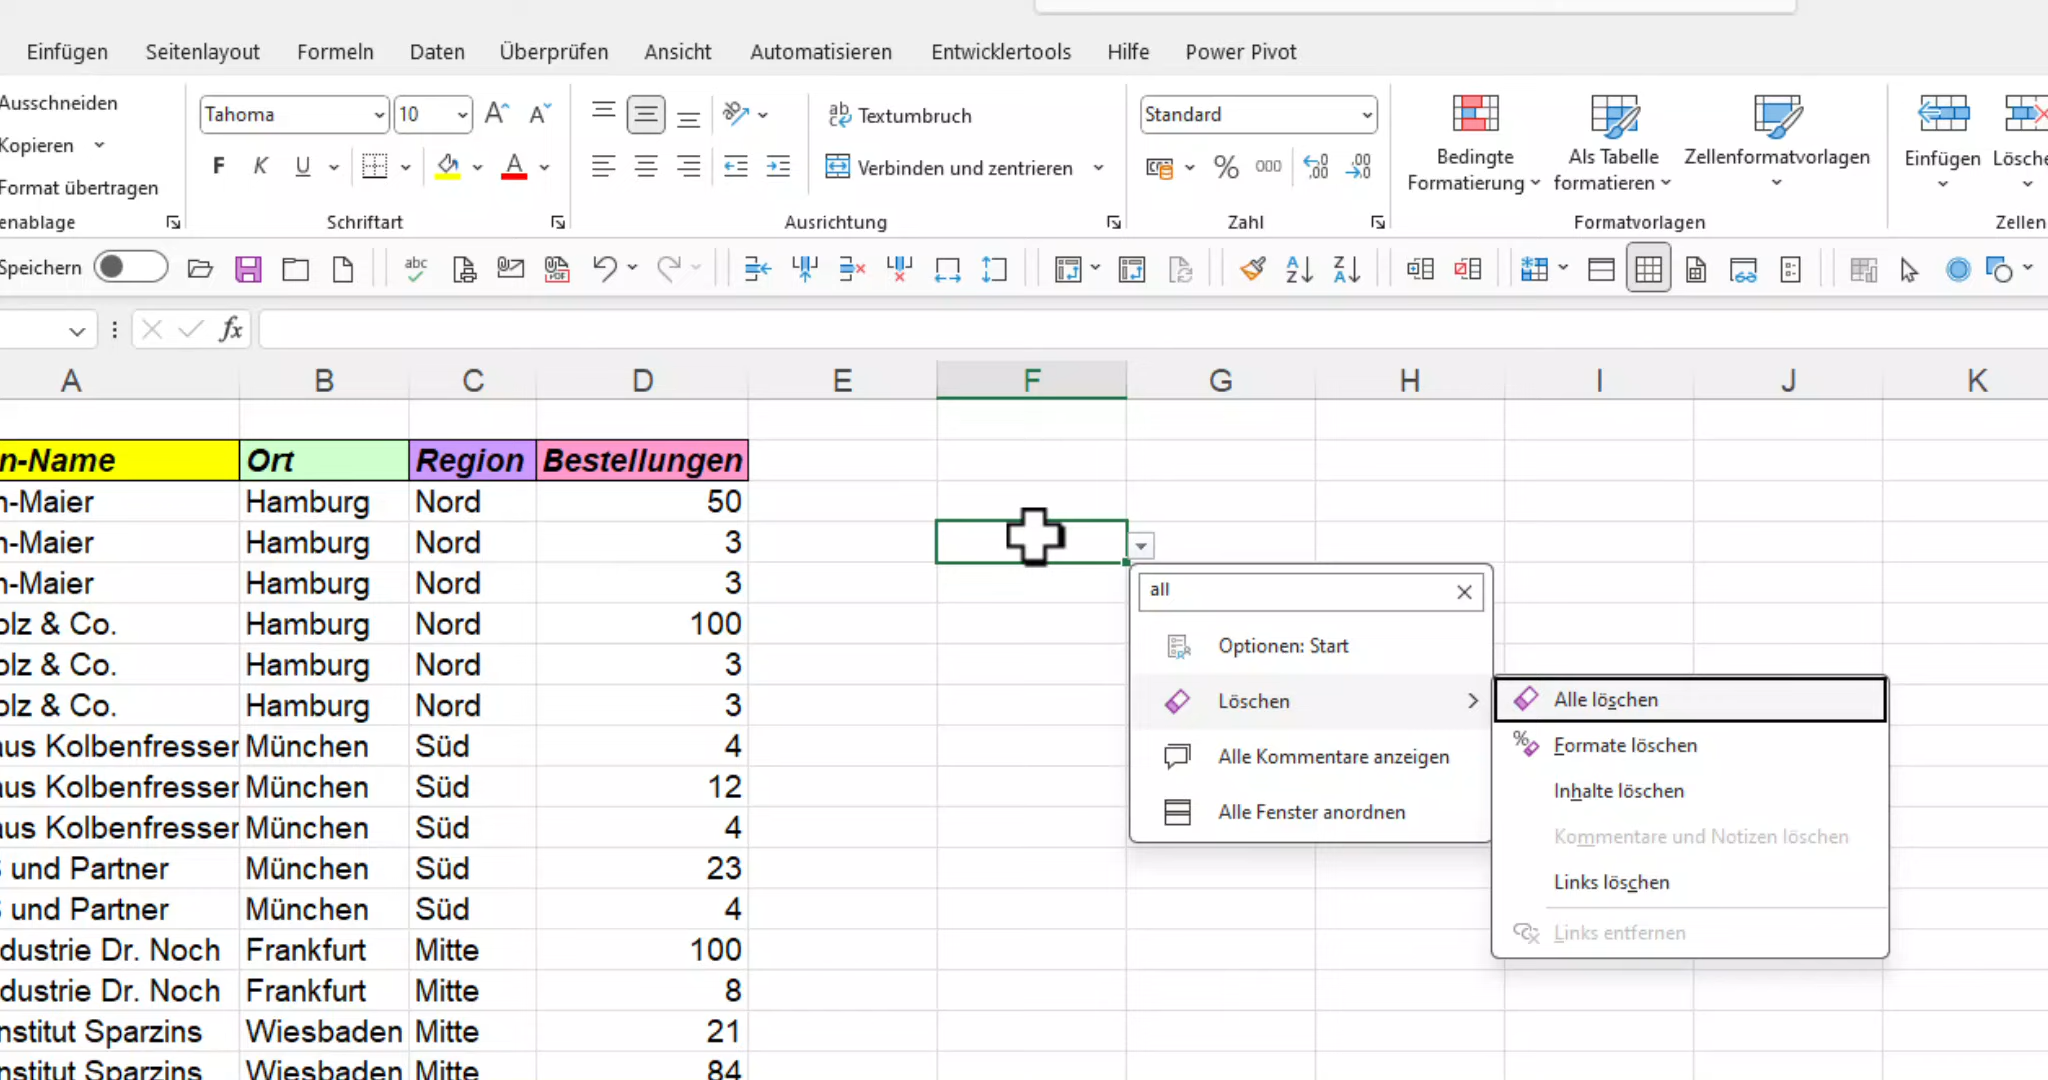 Einfügen Seitenlayout Formeln Daten Überprüfen Ansicht Automatisieren Entwicklertools Hilfe Power Pivot
Ausschneiden
Kopieren
Format übertragen
enablage
Tahoma 10
F K U
Schriftart
Textumbruch
Verbinden und zentrieren
Ausrichtung
Standard
% 000
Zahl
Bedingte Formatierung
Als Tabelle formatieren
Zellenformatvorlagen
Formatvorlagen
Einfügen Lösche
Zellen
Speichern
fx
A B C D E F G H I J K
n-Name Ort Region Bestellungen
n-Maier Hamburg Nord 50
n-Maier Hamburg Nord 3
n-Maier Hamburg Nord 3
olz & Co. Hamburg Nord 100
olz & Co. Hamburg Nord 3
olz & Co. Hamburg Nord 3
aus Kolbenfresser München Süd 4
aus Kolbenfresser München Süd 12
aus Kolbenfresser München Süd 4
und Partner München Süd 23
und Partner München Süd 4
dustrie Dr. Noch Frankfurt Mitte 100
dustrie Dr. Noch Frankfurt Mitte 8
nstitut Sparzins Wiesbaden Mitte 21
nstitut Sparzins Wiesbaden Mitte 84
all
Optionen: Start
Löschen
Alle Kommentare anzeigen
Alle Fenster anordnen
Alle löschen
Formate löschen
Inhalte löschen
Kommentare und Notizen löschen
Links löschen
Links entfernen